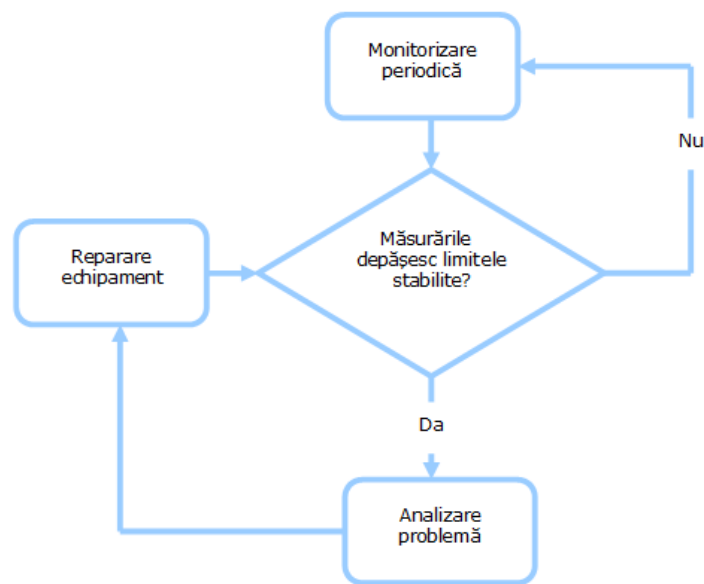 Monitorizare
periodică
Nu
Măsurările
depășesc limitele
stabilite?
Reparare
echipament
Da
Analizare
problemă